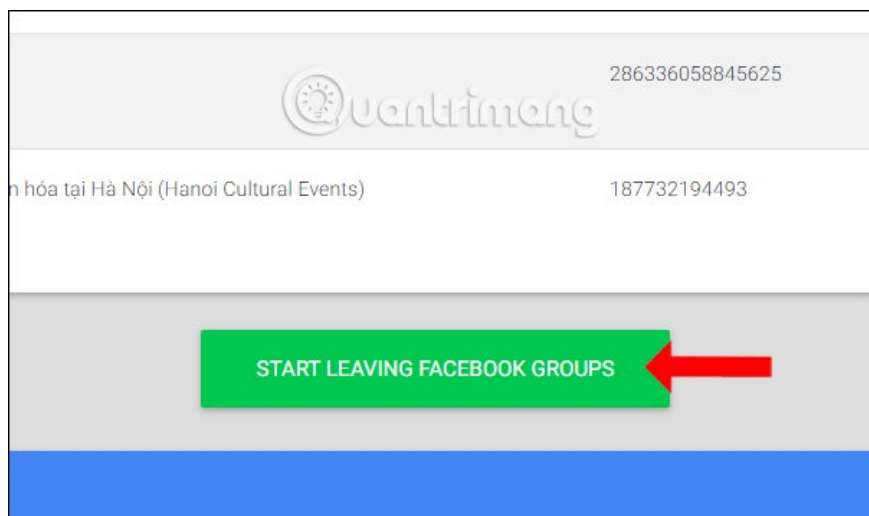 286336058845625
Quantrimang
n hóa tại Hà Nội (Hanoi Cultural Events)
187732194493
START LEAVING FACEBOOK GROUPS